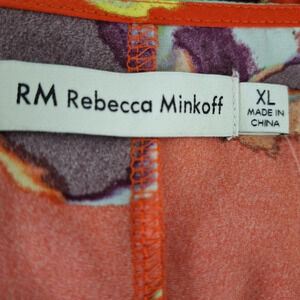 RM Rebecca Minkoff
XL
MADE IN
CHINA